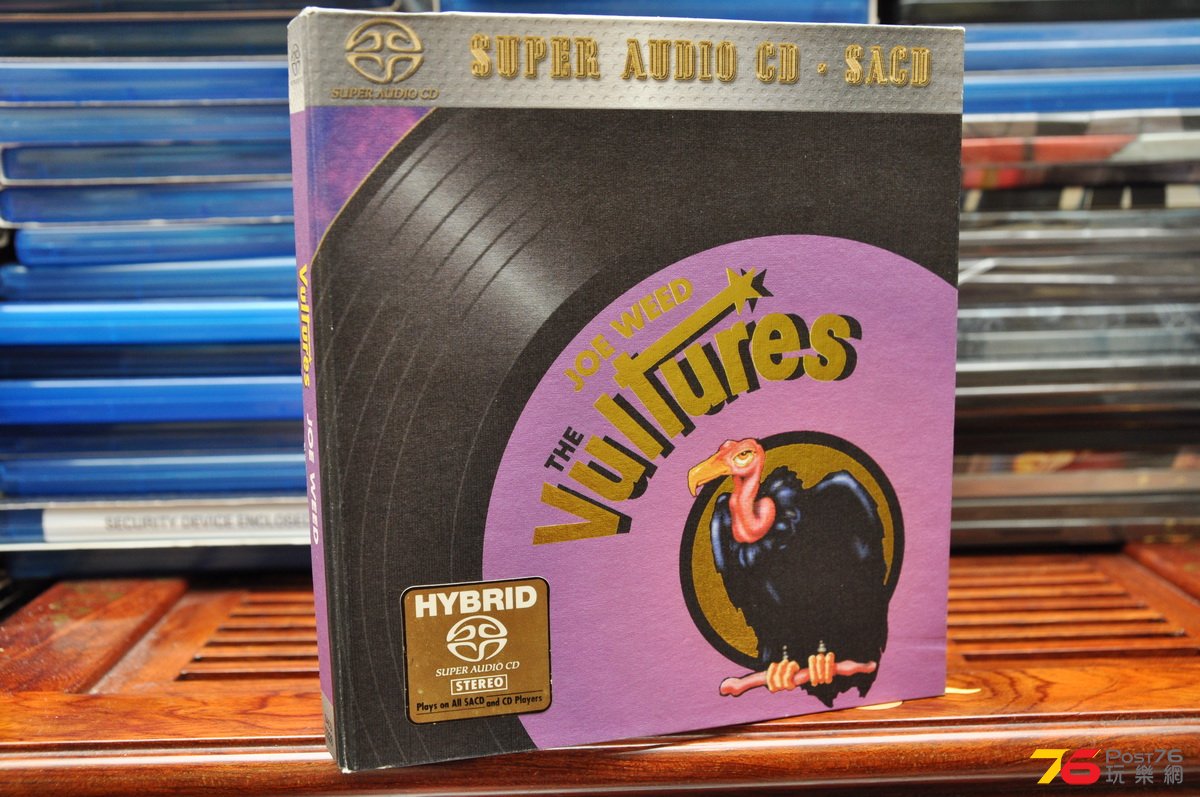 SUPER AUDIO CD
SUPER AUDIO CD · SACD
JOE WEED
THE
Vultures
HYBRID
SUPER AUDIO CD
STEREO
Plays on All SACD and CD Players
Vultures JOE WEED
SECURITY DEVICE ENCLOSED
76 POST76
玩樂網